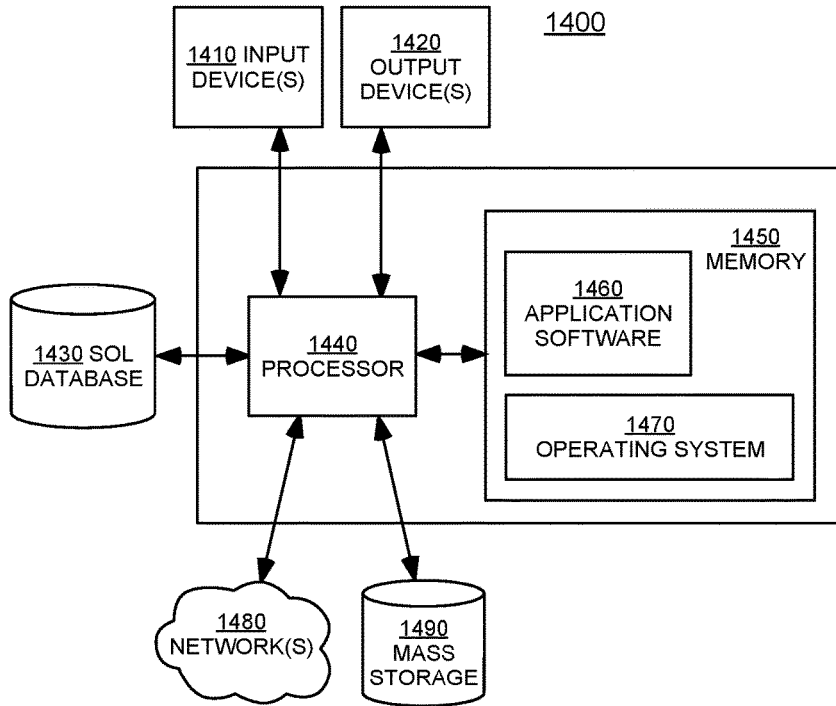 1400
1410 INPUT
DEVICE(S)
1420
OUTPUT
DEVICE(S)
1450
MEMORY
1460
APPLICATION
SOFTWARE
1430 SOL
DATABASE
1440
PROCESSOR
1470
OPERATING SYSTEM
1480
NETWORK(S)
1490
MASS
STORAGE